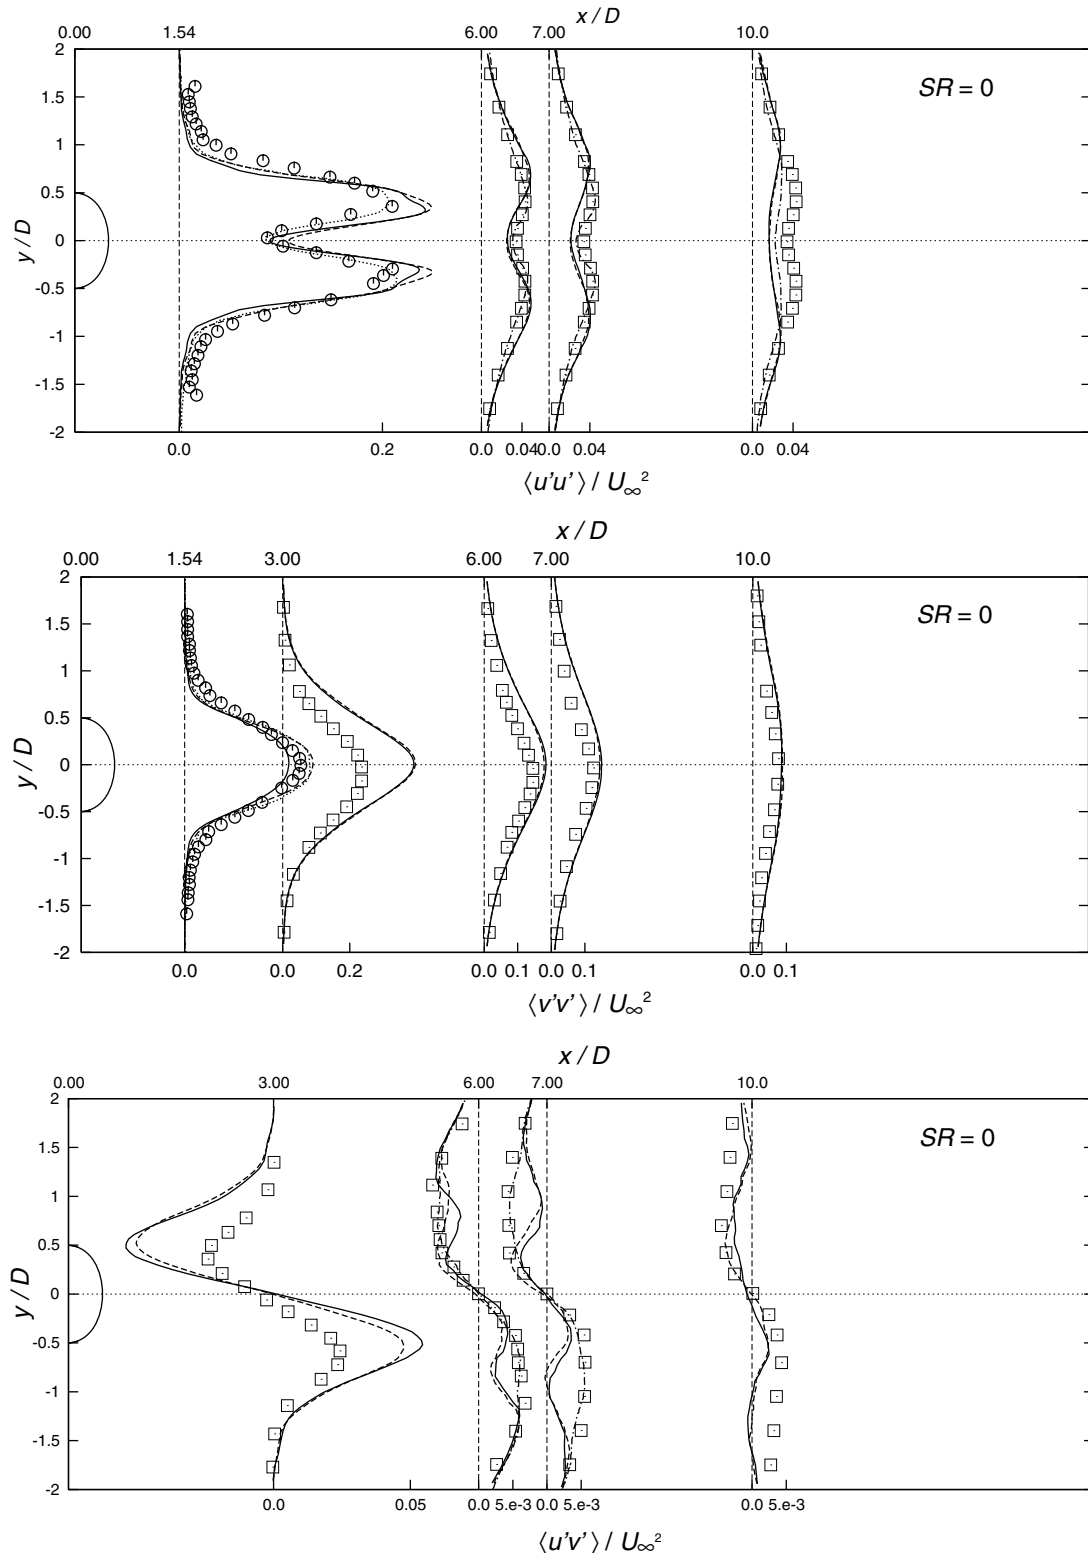 x / D
0.00 1.54 6.00 7.00 10.0
2
1.5
1
0.5
0
-0.5
-1
-1.5
-2
y / D
SR = 0
0.0 0.2 0.0 0.04 0.0 0.04 0.0 0.04
⟨u'u'⟩ / U∞²
x / D
0.00 1.54 3.00 6.00 7.00 10.0
2
1.5
1
0.5
0
-0.5
-1
-1.5
-2
y / D
SR = 0
0.0 0.0 0.2 0.0 0.1 0.0 0.1 0.0 0.1
⟨v'v'⟩ / U∞²
x / D
0.00 3.00 6.00 7.00 10.0
2
1.5
1
0.5
0
-0.5
-1
-1.5
-2
y / D
SR = 0
0.0 0.05 0.0 5.e-3 0.0 5.e-3 0.0 5.e-3
⟨u'v'⟩ / U∞²